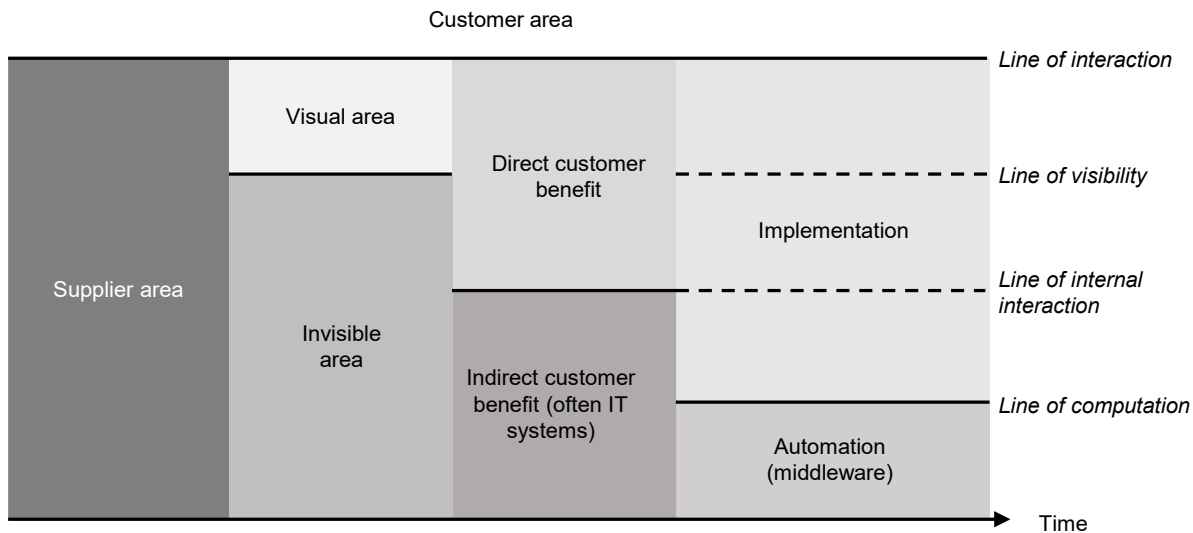 Customer area
Line of interaction
Visual area
Direct customer
benefit
Line of visibility
Implementation
Supplier area
Line of internal
interaction
Invisible
area
Indirect customer
benefit (often IT
systems)
Line of computation
Automation
(middleware)
Time